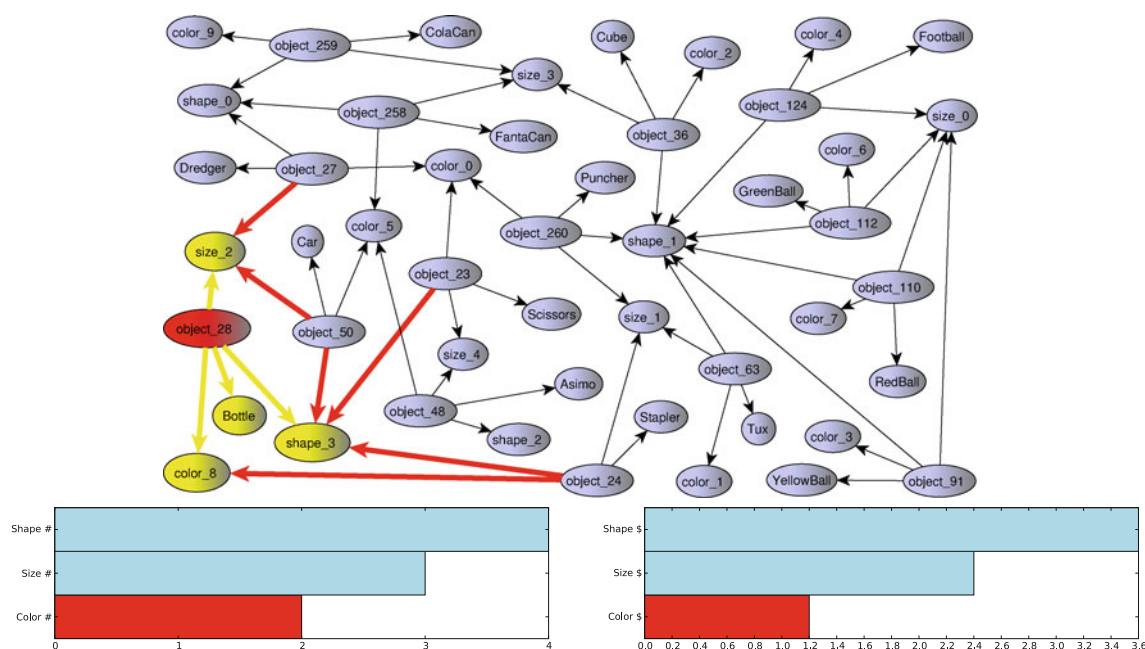 color_9
object_259
ColaCan
Cube
color_2
color_4
Football
size_3
shape_0
object_258
object_124
size_0
FantaCan
object_36
color_6
Dredger
object_27
color_0
Puncher
GreenBall
object_112
Car
color_5
object_260
shape_1
size_2
object_23
object_110
Scissors
size_1
color_7
object_28
object_50
size_4
object_63
RedBall
Asimo
Bottle
object_48
Stapler
Tux
shape_3
shape_2
color_3
color_8
object_24
color_1
YellowBall
object_91
Shape #
Size #
Color #
0 1 2 3 4
Shape $
Size $
Color $
0.0 0.2 0.4 0.6 0.8 1.0 1.2 1.4 1.6 1.8 2.0 2.2 2.4 2.6 2.8 3.0 3.2 3.4 3.6